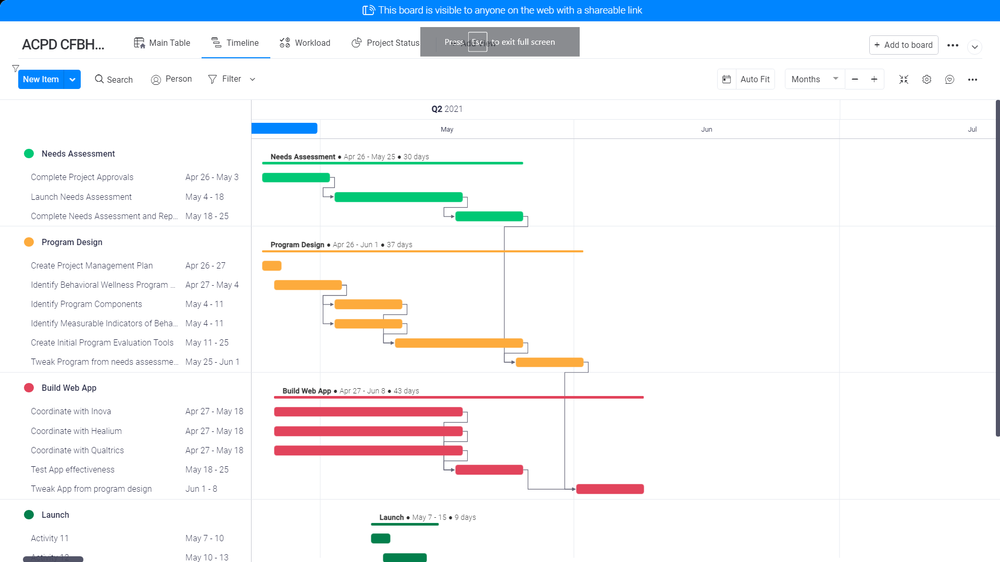 This board is visible to anyone on the web with a shareable link
ACPD CFBH...
Main Table
Timeline
Workload
Project Status
Press Esc to exit full screen
+ Add to board
New Item
Search
Person
Filter
Auto Fit
Months
Q2 2021
May
Jun
Jul
Needs Assessment
Needs Assessment ● Apr 26 - May 25 ● 30 days
Complete Project Approvals Apr 26 - May 3
Launch Needs Assessment May 4 - 18
Complete Needs Assessment and Rep... May 18 - 25
Program Design
Program Design ● Apr 26 - Jun 1 ● 37 days
Create Project Management Plan Apr 26 - 27
Identify Behavioral Wellness Program ... Apr 27 - May 4
Identify Program Components May 4 - 11
Identify Measurable Indicators of Beha... May 4 - 11
Create Initial Program Evaluation Tools May 11 - 25
Tweak Program from needs assessme... May 25 - Jun 1
Build Web App
Build Web App ● Apr 27 - Jun 8 ● 43 days
Coordinate with Inova Apr 27 - May 18
Coordinate with Healium Apr 27 - May 18
Coordinate with Qualtrics Apr 27 - May 18
Test App effectiveness May 18 - 25
Tweak App from program design Jun 1 - 8
Launch
Launch ● May 7 - 15 ● 9 days
Activity 11 May 7 - 10
Activity 12 May 10 - 13